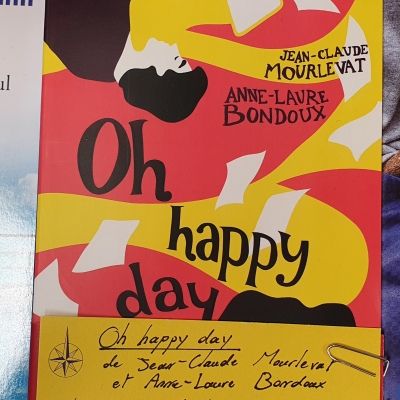 ul
JEAN-CLAUDE
MOURLEVAT
ANNE-LAURE
BONDOUX
Oh
happy
day
Oh happy day
de Jean-Claude Mourlevat
et Anne-Laure Bondoux